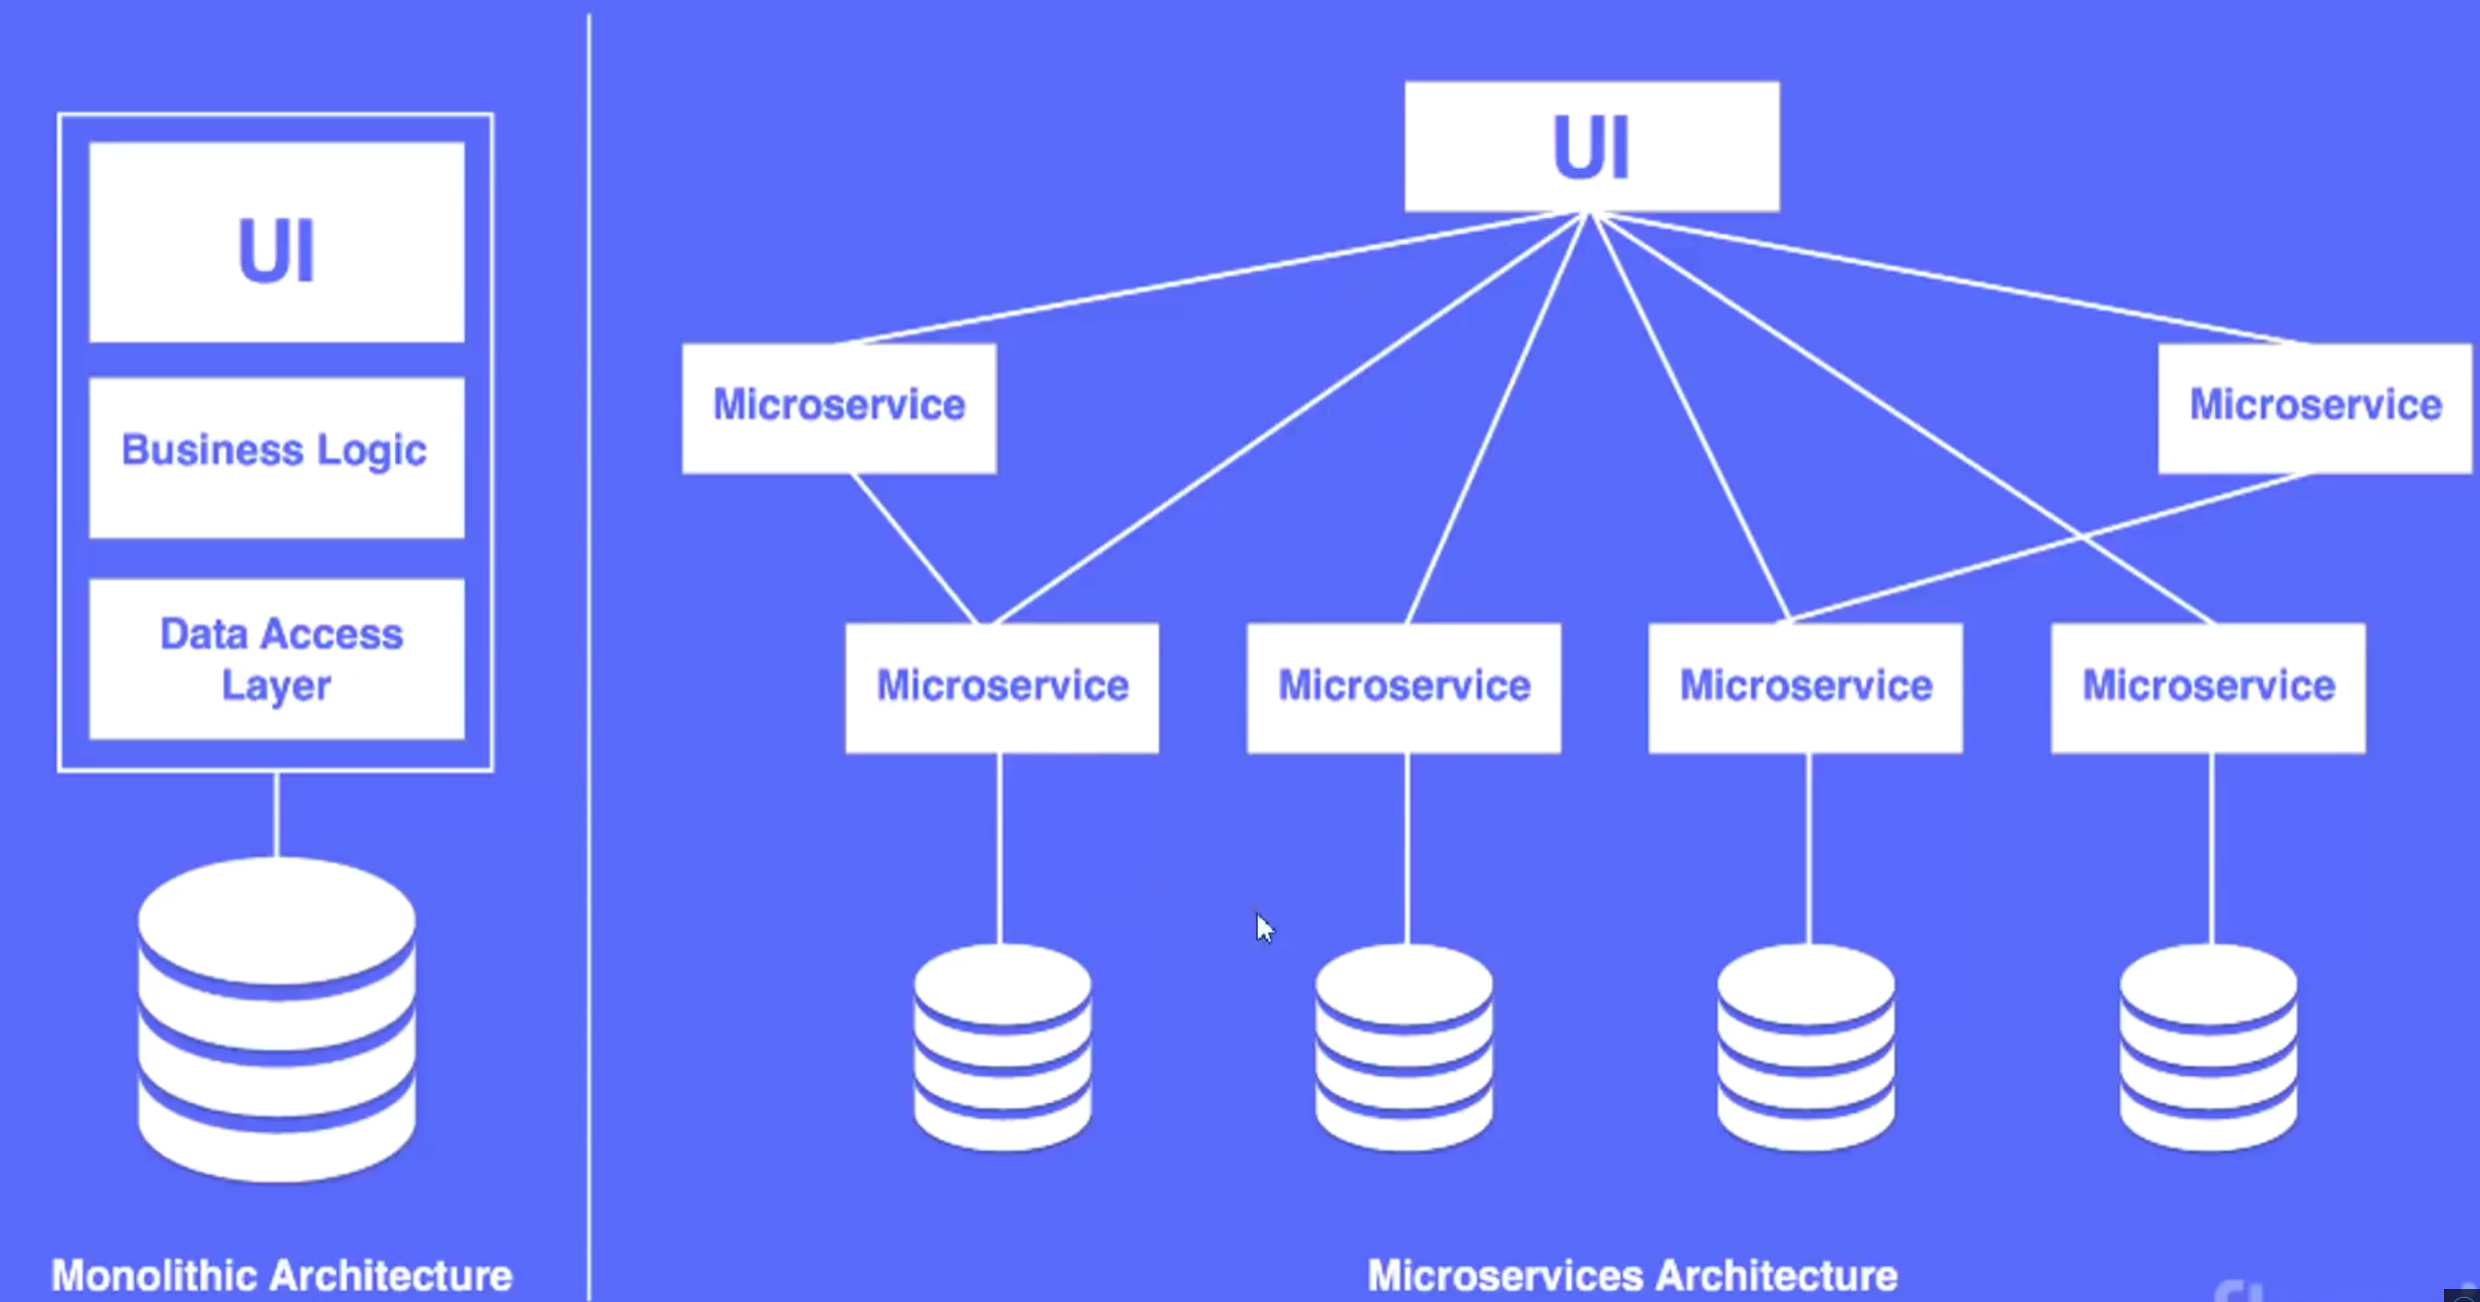 UI
Business Logic
Data Access
Layer
Monolithic Architecture
UI
Microservice
Microservice
Microservice
Microservice
Microservice
Microservice
Microservices Architecture